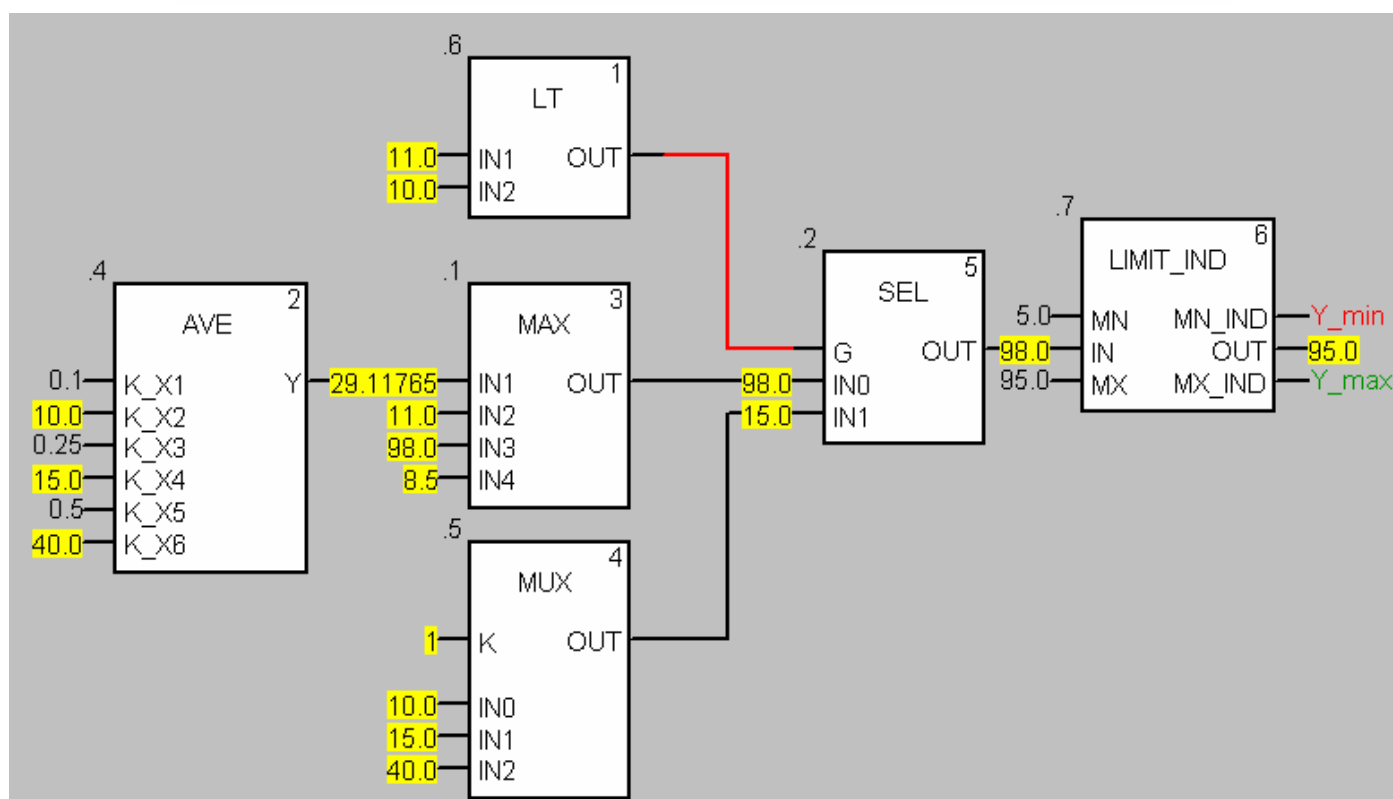 .6
1
LT
11.0 IN1 OUT
10.0 IN2
.7
6
LIMIT_IND
5.0 MN MN_IND Y_min
98.0 IN OUT 95.0
95.0 MX MX_IND Y_max
.2
5
SEL
G OUT
98.0 IN0
15.0 IN1
.4
2
AVE
0.1 K_X1 Y 29.11765
10.0 K_X2
0.25 K_X3
15.0 K_X4
0.5 K_X5
40.0 K_X6
.1
3
MAX
IN1 OUT
11.0 IN2
98.0 IN3
8.5 IN4
.5
4
MUX
1 K OUT
10.0 IN0
15.0 IN1
40.0 IN2